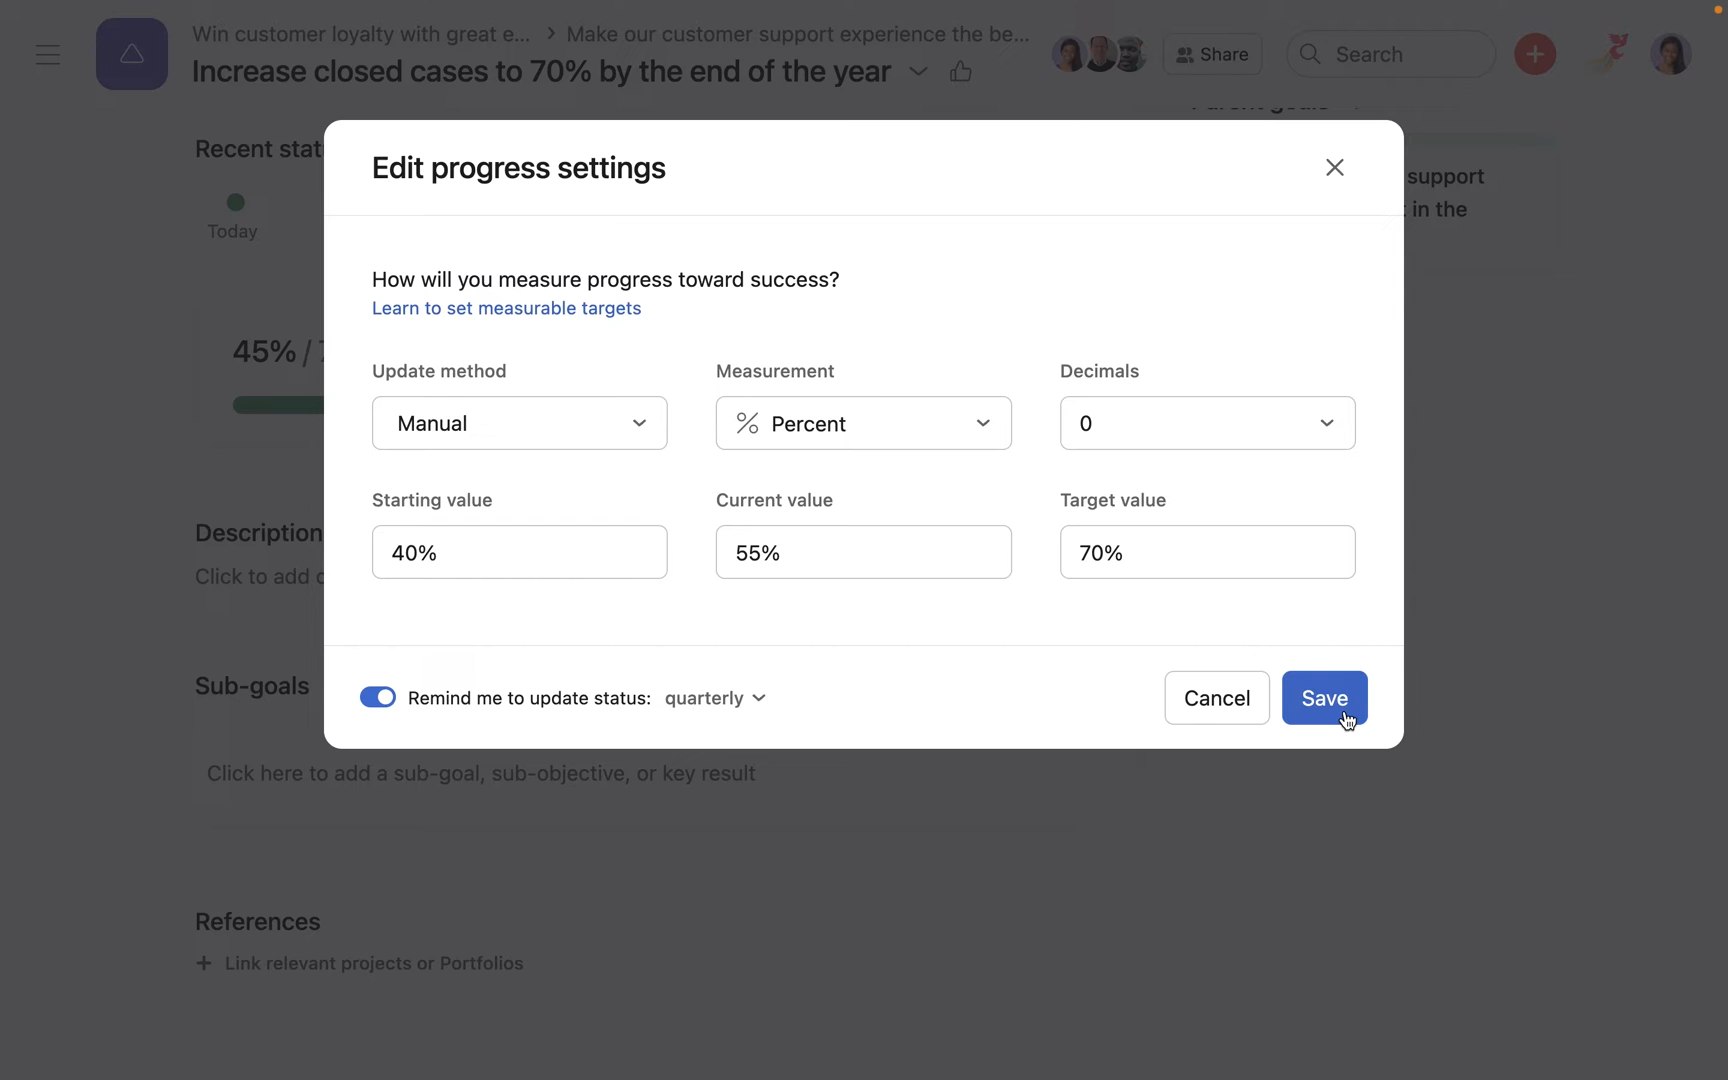 Win customer loyalty with great e... > Make our customer support experience the be...
Increase closed cases to 70% by the end of the year
Share
Search
Recent stat
Edit progress settings
support
in the
Today
How will you measure progress toward success?
Learn to set measurable targets
45% /
Update method
Measurement
Decimals
Manual
% Percent
0
Starting value
Current value
Target value
40%
55%
70%
Description
Click to add
Sub-goals
Remind me to update status: quarterly
Cancel
Save
Click here to add a sub-goal, sub-objective, or key result
References
+ Link relevant projects or Portfolios